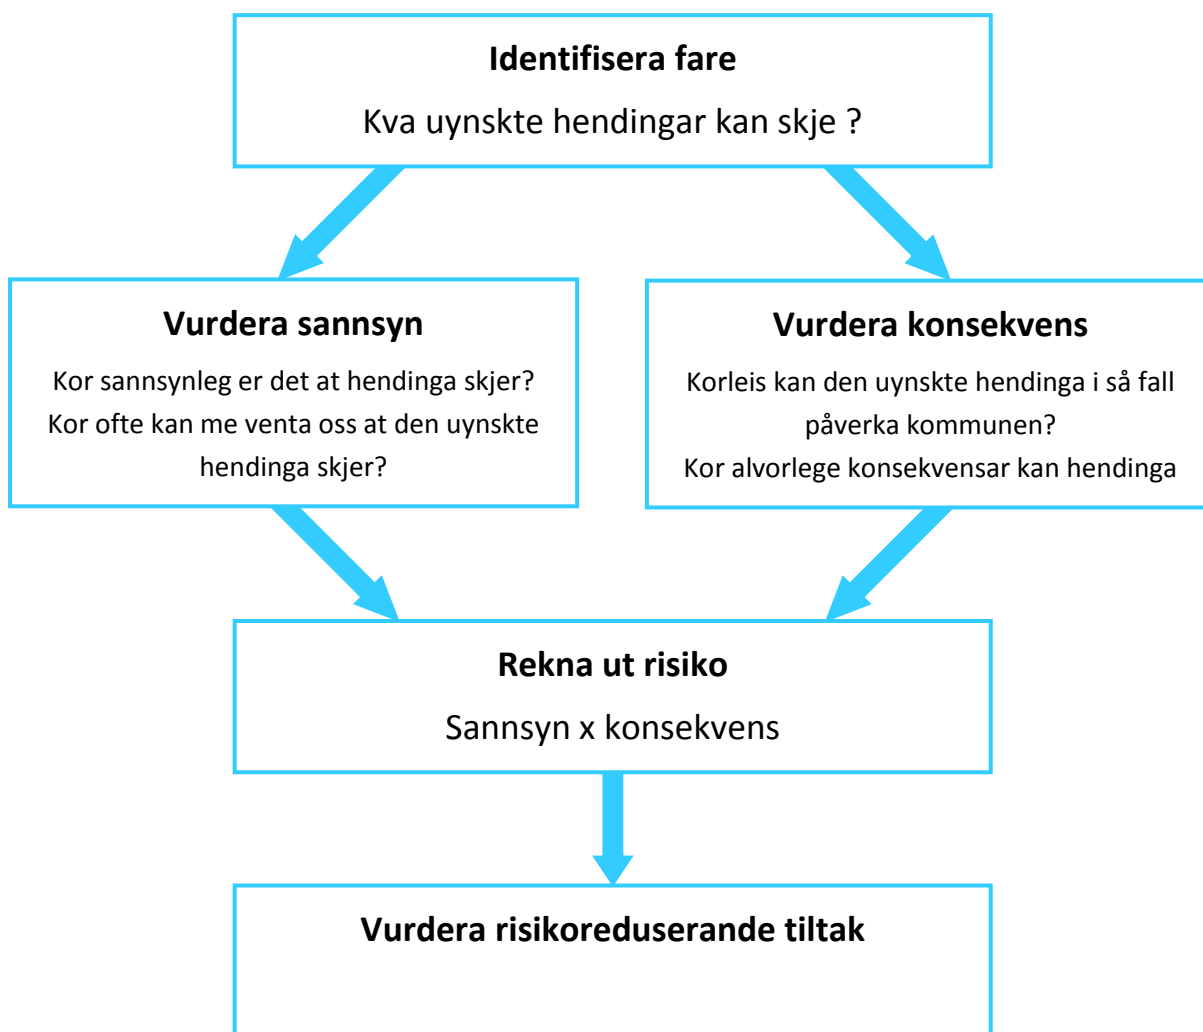 Identifisera fare
Kva uynskte hendingar kan skje ?
Vurdera sannsyn
Kor sannsynleg er det at hendinga skjer?
Kor ofte kan me venta oss at den uynskte
hendinga skjer?
Vurdera konsekvens
Korleis kan den uynskte hendinga i så fall
påverka kommunen?
Kor alvorlege konsekvensar kan hendinga
Rekna ut risiko
Sannsyn x konsekvens
Vurdera risikoreduserande tiltak